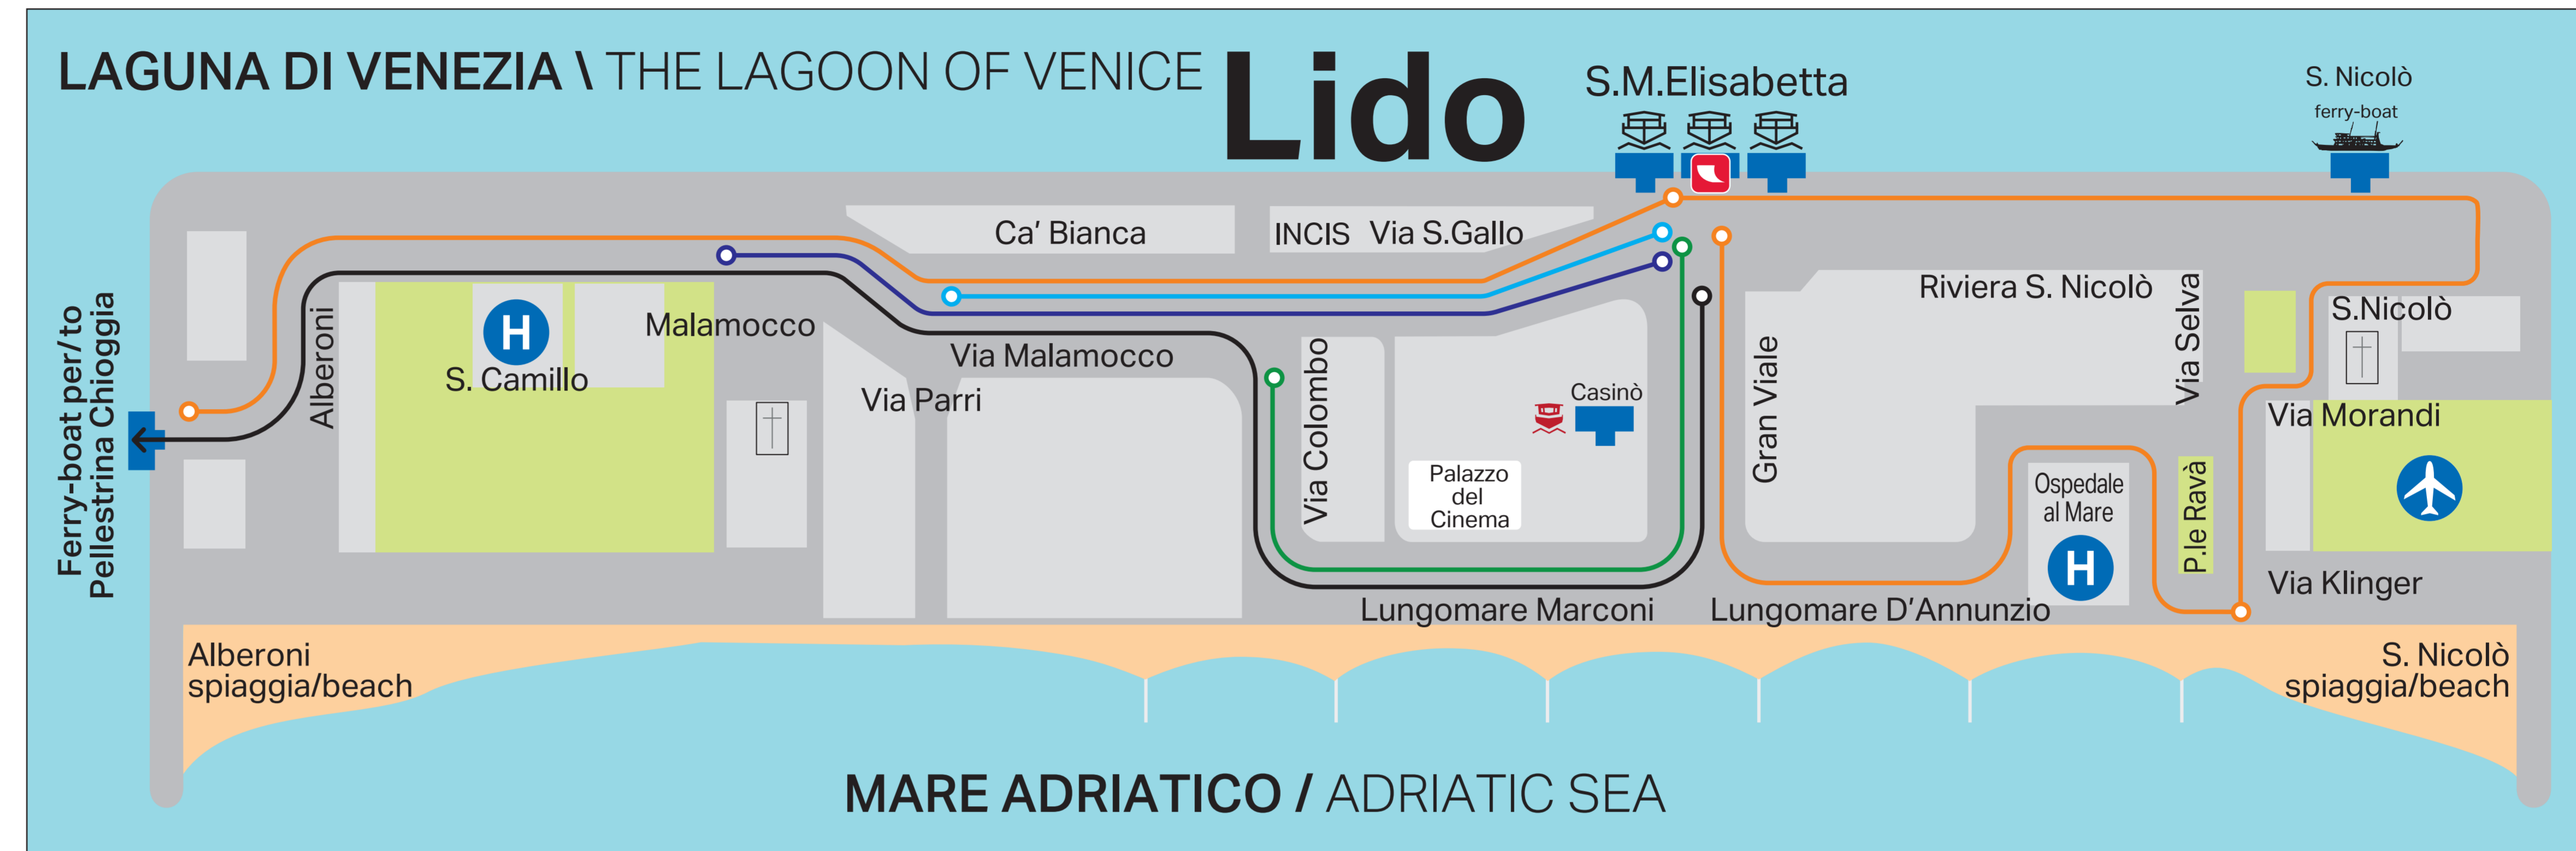 LAGUNA DI VENEZIA \ THE LAGOON OF VENICE
Lido
S.M.Elisabetta
S. Nicolò
ferry-boat
Ca' Bianca
INCIS Via S.Gallo
Riviera S. Nicolò
Via Selva
S.Nicolò
Ferry-boat per/to
Pellestrina Chioggia
Alberoni
H
S. Camillo
Malamocco
Via Malamocco
Via Parri
Via Colombo
Casinò
Palazzo
del
Cinema
Gran Viale
Ospedale
al Mare
H
P.le Ravà
Via Morandi
Via Klinger
Lungomare Marconi
Lungomare D'Annunzio
Alberoni
spiaggia/beach
S. Nicolò
spiaggia/beach
MARE ADRIATICO / ADRIATIC SEA